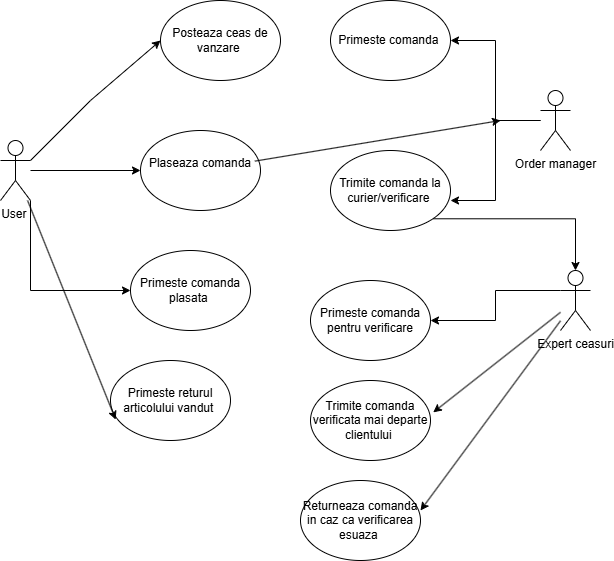 Posteaza ceas de
vanzare
Primeste comanda
Plaseaza comanda
Order manager
Trimite comanda la
curier/verificare
User
Primeste comanda
plasata
Primeste comanda
pentru verificare
Expert ceasuri
Primeste returul
articolului vandut
Trimite comanda
verificata mai departe
clientului
Returneaza comanda
in caz ca verificarea
esuaza